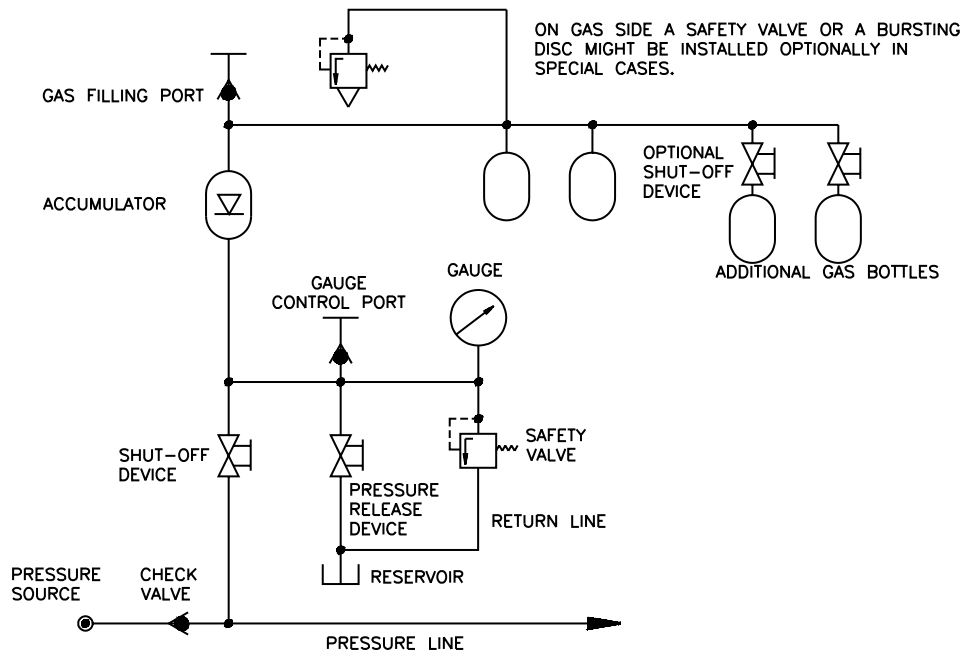 ON GAS SIDE A SAFETY VALVE OR A BURSTING
DISC MIGHT BE INSTALLED OPTIONALLY IN
SPECIAL CASES.
GAS FILLING PORT
OPTIONAL
SHUT-OFF
DEVICE
ACCUMULATOR
ADDITIONAL GAS BOTTLES
GAUGE
CONTROL PORT
GAUGE
SHUT-OFF
DEVICE
SAFETY
VALVE
PRESSURE
RELEASE
DEVICE
RETURN LINE
RESERVOIR
PRESSURE
SOURCE
CHECK
VALVE
PRESSURE LINE